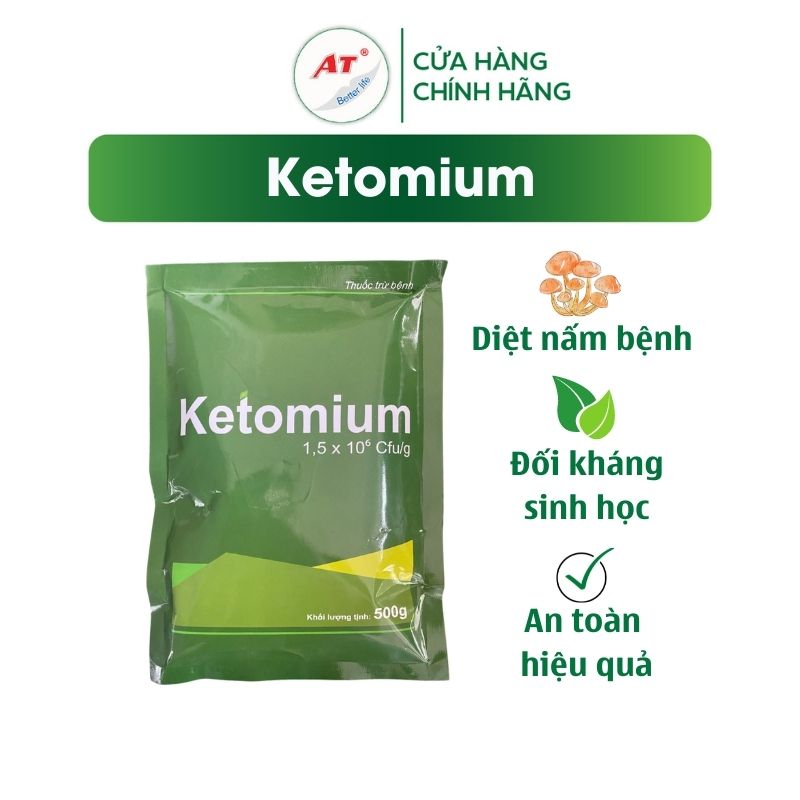 AT®
Better life
CỬA HÀNG
CHÍNH HÃNG
Ketomium
Thuốc trừ bệnh
Ketomium
1,5 x 10⁶ Cfu/g
Khối lượng tịnh: 500g
Diệt nấm bệnh
Đối kháng
sinh học
An toàn
hiệu quả